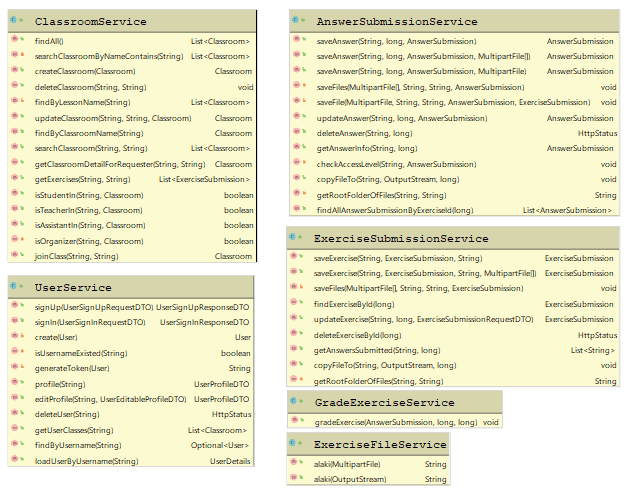 ClassroomService
findAll() List<Classroom>
searchClassroomByNameContains(String) List<Classroom>
createClassroom(Classroom) Classroom
deleteClassroom(String, String) void
findByLessonName(String) List<Classroom>
updateClassroom(String, String, Classroom) Classroom
findByClassroomName(String) Classroom
searchClassroom(String, String) List<Classroom>
getClassroomDetailForRequester(String, String) Classroom
getExercises(String, String) List<ExerciseSubmission>
isStudentIn(String, Classroom) boolean
isTeacherIn(String, Classroom) boolean
isAssistantIn(String, Classroom) boolean
isOrganizer(String, Classroom) boolean
joinClass(String, String) Classroom
UserService
signUp(UserSignUpRequestDTO) UserSignUpResponseDTO
signIn(UserSignInRequestDTO) UserSignInResponseDTO
create(User) User
isUsernameExisted(String) boolean
generateToken(User) String
profile(String) UserProfileDTO
editProfile(String, UserEditableProfileDTO) UserProfileDTO
deleteUser(String) HttpStatus
getUserClasses(String) List<Classroom>
findByUsername(String) Optional<User>
loadUserByUsername(String) UserDetails
AnswerSubmissionService
saveAnswer(String, long, AnswerSubmission) AnswerSubmission
saveAnswer(String, long, AnswerSubmission, MultipartFile[]) AnswerSubmission
saveAnswer(String, long, AnswerSubmission, MultipartFile) AnswerSubmission
saveFiles(MultipartFile[], String, String, AnswerSubmission) void
saveFile(MultipartFile, String, String, AnswerSubmission, ExerciseSubmission) void
updateAnswer(String, long, AnswerSubmission) AnswerSubmission
deleteAnswer(String, long) HttpStatus
getAnswerInfo(String, long) AnswerSubmission
checkAccessLevel(String, AnswerSubmission) void
copyFileTo(String, OutputStream, long) void
getRootFolderOfFiles(String, String) String
findAllAnswerSubmissionByExerciseId(long) List<AnswerSubmission>
ExerciseSubmissionService
saveExercise(String, ExerciseSubmission, String) ExerciseSubmission
saveExercise(String, ExerciseSubmission, String, MultipartFile[]) ExerciseSubmission
saveFiles(MultipartFile[], String, String, ExerciseSubmission) void
findExerciseById(long) ExerciseSubmission
updateExercise(String, long, ExerciseSubmissionRequestDTO) ExerciseSubmission
deleteExerciseById(long) HttpStatus
getAnswersSubmitted(String, long) List<String>
copyFileTo(String, OutputStream, long) void
getRootFolderOfFiles(String, String) String
GradeExerciseService
gradeExercise(AnswerSubmission, long, long) void
ExerciseFileService
alaki(MultipartFile) String
alaki(OutputStream) String